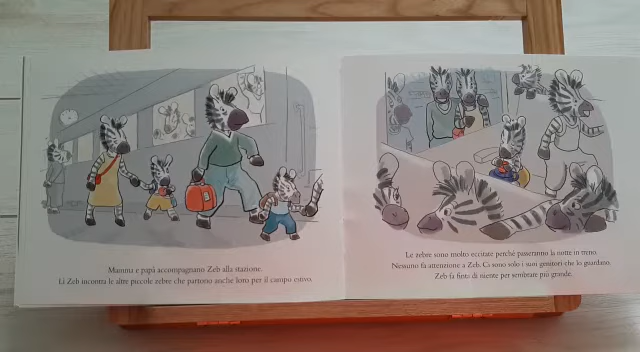 Mamma e papà accompagnano Zeb alla stazione.
Lì Zeb incontra le altre piccole zebre che partono anche loro per il campo estivo.
Le zebre sono molto eccitate perché passeranno la notte in treno.
Nessuno fa attenzione a Zeb. Ci sono solo i suoi genitori che lo guardano.
Zeb fa finta di niente per sembrare più grande.